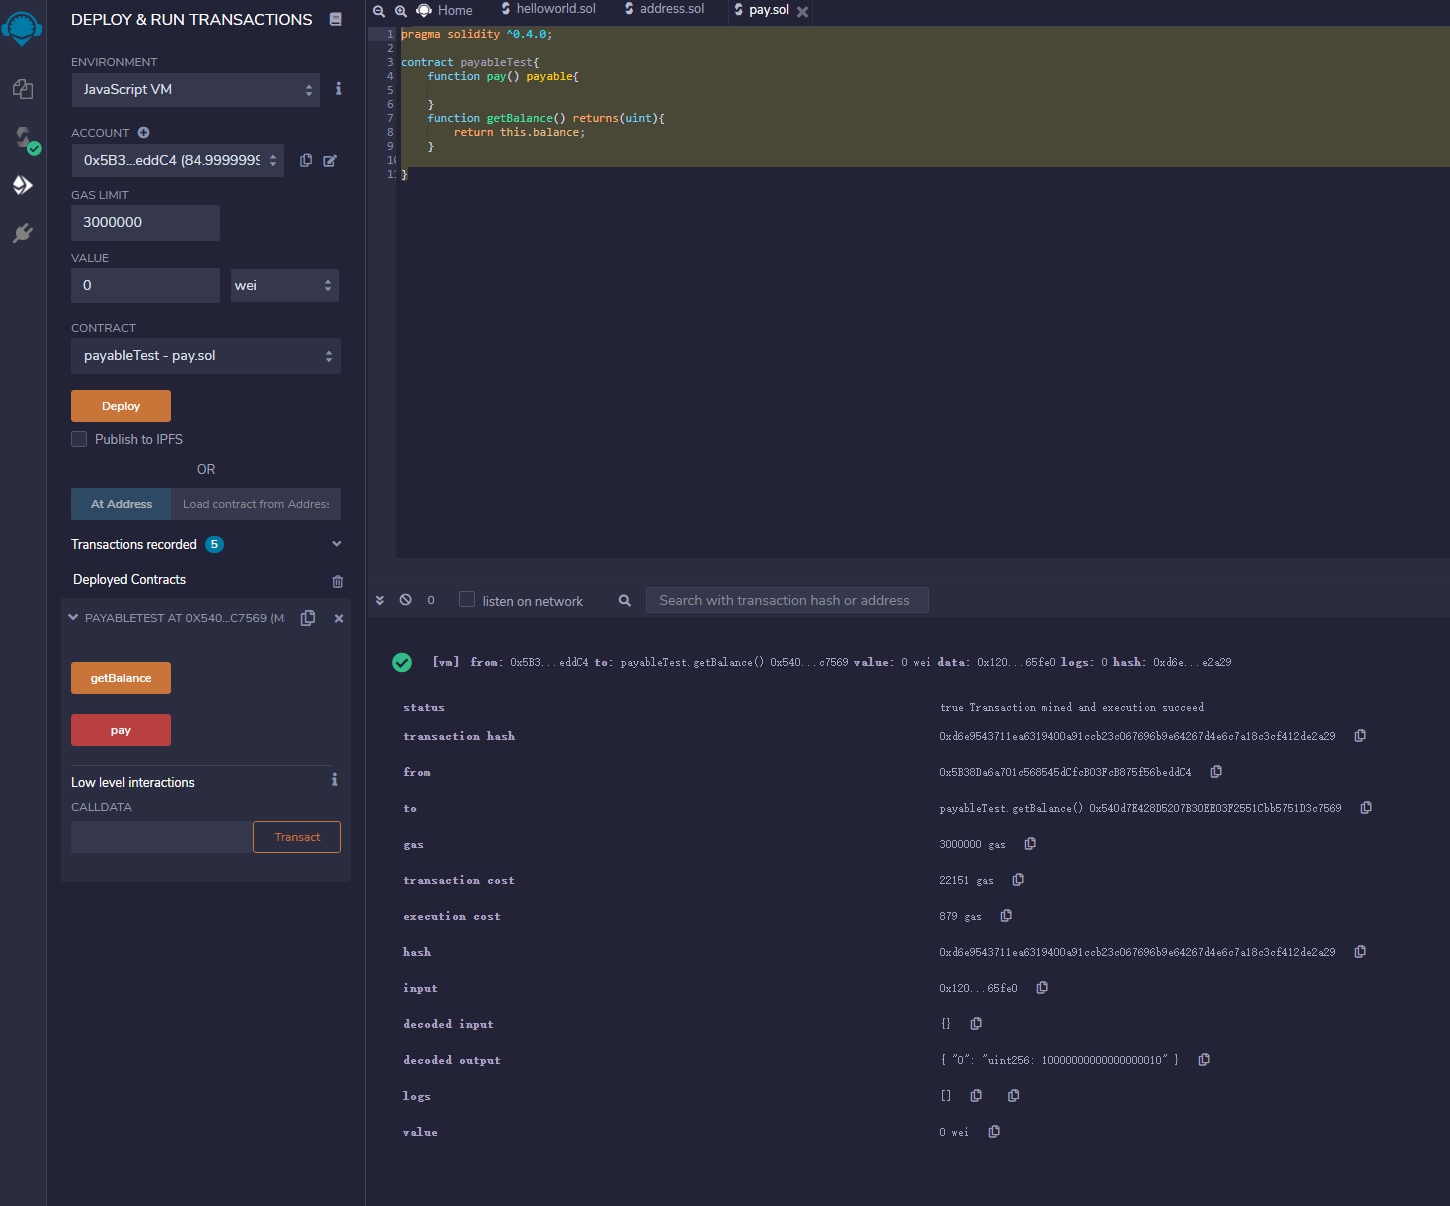 DEPLOY & RUN TRANSACTIONS
ENVIRONMENT
JavaScript VM
ACCOUNT
0x5B3...eddC4 (84.9999999
GAS LIMIT
3000000
VALUE
0
wei
CONTRACT
payableTest - pay.sol
Deploy
Publish to IPFS
OR
At Address
Load contract from Address
Transactions recorded 5
Deployed Contracts
PAYABLETEST AT 0X540...C7569 (M
getBalance
pay
Low level interactions
CALLDATA
Transact
Home
helloworld.sol
address.sol
pay.sol
1 pragma solidity ^0.4.0;
2
3 contract payableTest{
4 function pay() payable{
5
6 }
7 function getBalance() returns(uint){
8 return this.balance;
9 }
10
11 }
0
listen on network
Search with transaction hash or address
[vm] from: 0x5B3...eddC4 to: payableTest.getBalance() 0x540...c7569 value: 0 wei data: 0x120...65fe0 logs: 0 hash: 0xd6e...e2a29
status
true Transaction mined and execution succeed
transaction hash
0xd6e9543711ea6319400a91ccb23c067696b9e64267d4e6c7a18c3cf412de2a29
from
0x5B38Da6a701c568545dCfcB03FcB875f56beddC4
to
payableTest.getBalance() 0x540d7E428D5207B30EE03F2551Cbb5751D3c7569
gas
3000000 gas
transaction cost
22151 gas
execution cost
879 gas
hash
0xd6e9543711ea6319400a91ccb23c067696b9e64267d4e6c7a18c3cf412de2a29
input
0x120...65fe0
decoded input
{}
decoded output
{ "0": "uint256: 10000000000000000010" }
logs
[]
value
0 wei